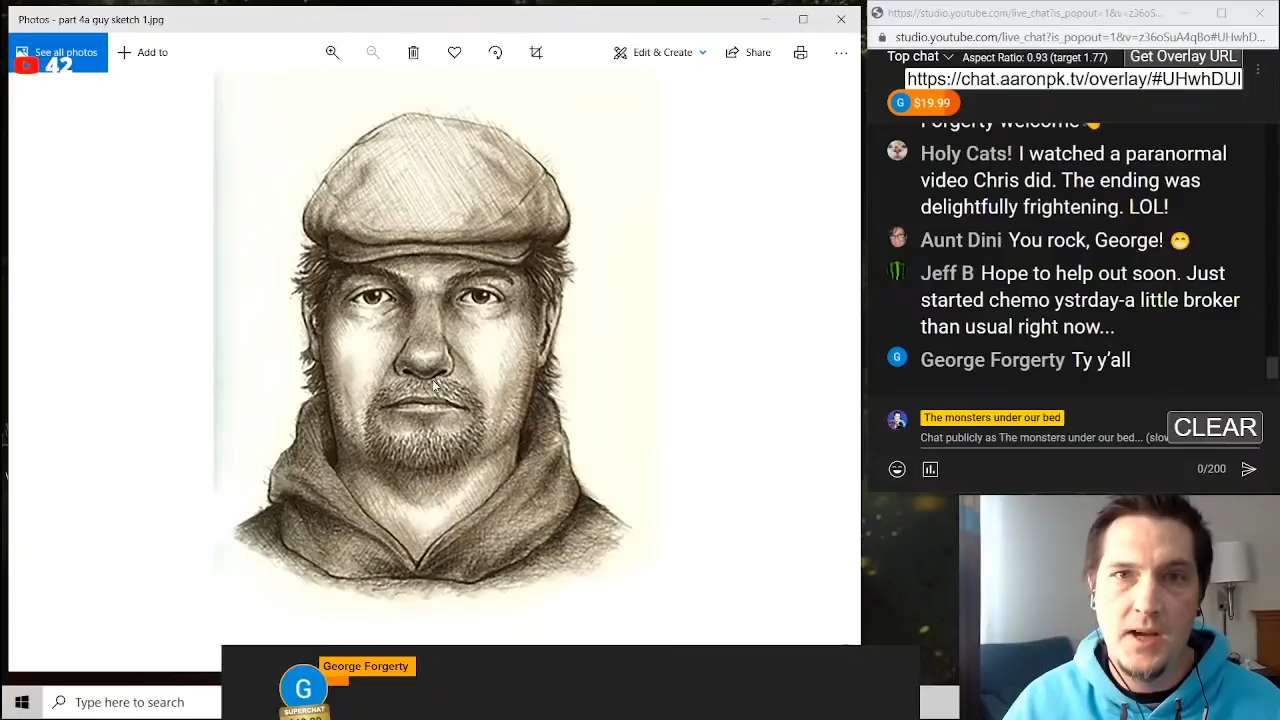 Photos - part 4a guy sketch 1.jpg
See all photos
Add to
Edit & Create
Share
42
https://studio.youtube.com/live_chat?is_popout=1&v=z36oS...
studio.youtube.com/live_chat?is_popout=1&v=z36oSuA4qBo#UHwhD...
Top chat
Aspect Ratio: 0.93 (target 1.77)
Get Overlay URL
https://chat.aaronpk.tv/overlay/#UHwhDUI
G $19.99
Forgerty welcome
Holy Cats! I watched a paranormal
video Chris did. The ending was
delightfully frightening. LOL!
Aunt Dini You rock, George! 😁
Jeff B Hope to help out soon. Just
started chemo ystrday-a little broker
than usual right now...
G George Forgerty Ty y'all
The monsters under our bed
CLEAR
Chat publicly as The monsters under our bed... (slow
0/200
George Forgerty
G
SUPERCHAT
Type here to search